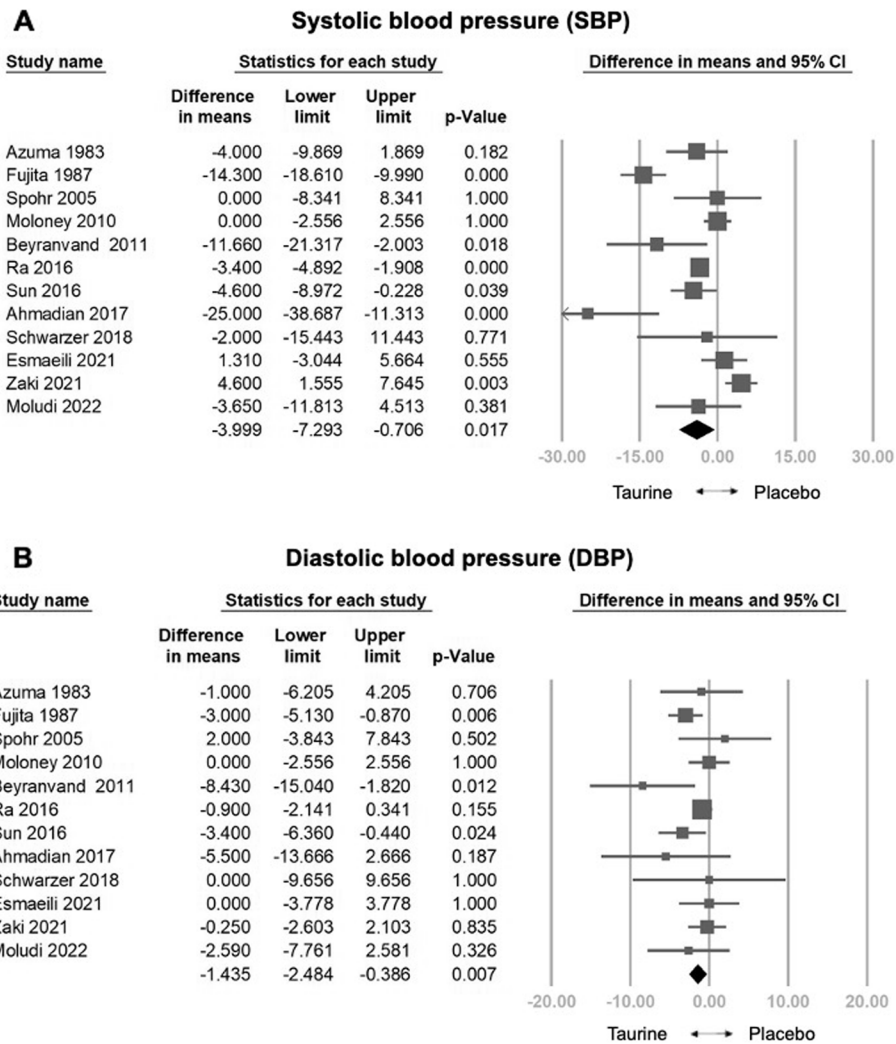 A Systolic blood pressure (SBP)
Study name Statistics for each study Difference in means and 95% CI
Difference Lower Upper
in means limit limit p-Value
Azuma 1983 -4.000 -9.869 1.869 0.182
Fujita 1987 -14.300 -18.610 -9.990 0.000
Spohr 2005 0.000 -8.341 8.341 1.000
Moloney 2010 0.000 -2.556 2.556 1.000
Beyranvand 2011 -11.660 -21.317 -2.003 0.018
Ra 2016 -3.400 -4.892 -1.908 0.000
Sun 2016 -4.600 -8.972 -0.228 0.039
Ahmadian 2017 -25.000 -38.687 -11.313 0.000
Schwarzer 2018 -2.000 -15.443 11.443 0.771
Esmaeili 2021 1.310 -3.044 5.664 0.555
Zaki 2021 4.600 1.555 7.645 0.003
Moludi 2022 -3.650 -11.813 4.513 0.381
-3.999 -7.293 -0.706 0.017
-30.00 -15.00 0.00 15.00 30.00
Taurine Placebo
B Diastolic blood pressure (DBP)
Study name Statistics for each study Difference in means and 95% CI
Difference Lower Upper
in means limit limit p-Value
Azuma 1983 -1.000 -6.205 4.205 0.706
Fujita 1987 -3.000 -5.130 -0.870 0.006
Spohr 2005 2.000 -3.843 7.843 0.502
Moloney 2010 0.000 -2.556 2.556 1.000
Beyranvand 2011 -8.430 -15.040 -1.820 0.012
Ra 2016 -0.900 -2.141 0.341 0.155
Sun 2016 -3.400 -6.360 -0.440 0.024
Ahmadian 2017 -5.500 -13.666 2.666 0.187
Schwarzer 2018 0.000 -9.656 9.656 1.000
Esmaeili 2021 0.000 -3.778 3.778 1.000
Zaki 2021 -0.250 -2.603 2.103 0.835
Moludi 2022 -2.590 -7.761 2.581 0.326
-1.435 -2.484 -0.386 0.007
-20.00 -10.00 0.00 10.00 20.00
Taurine Placebo